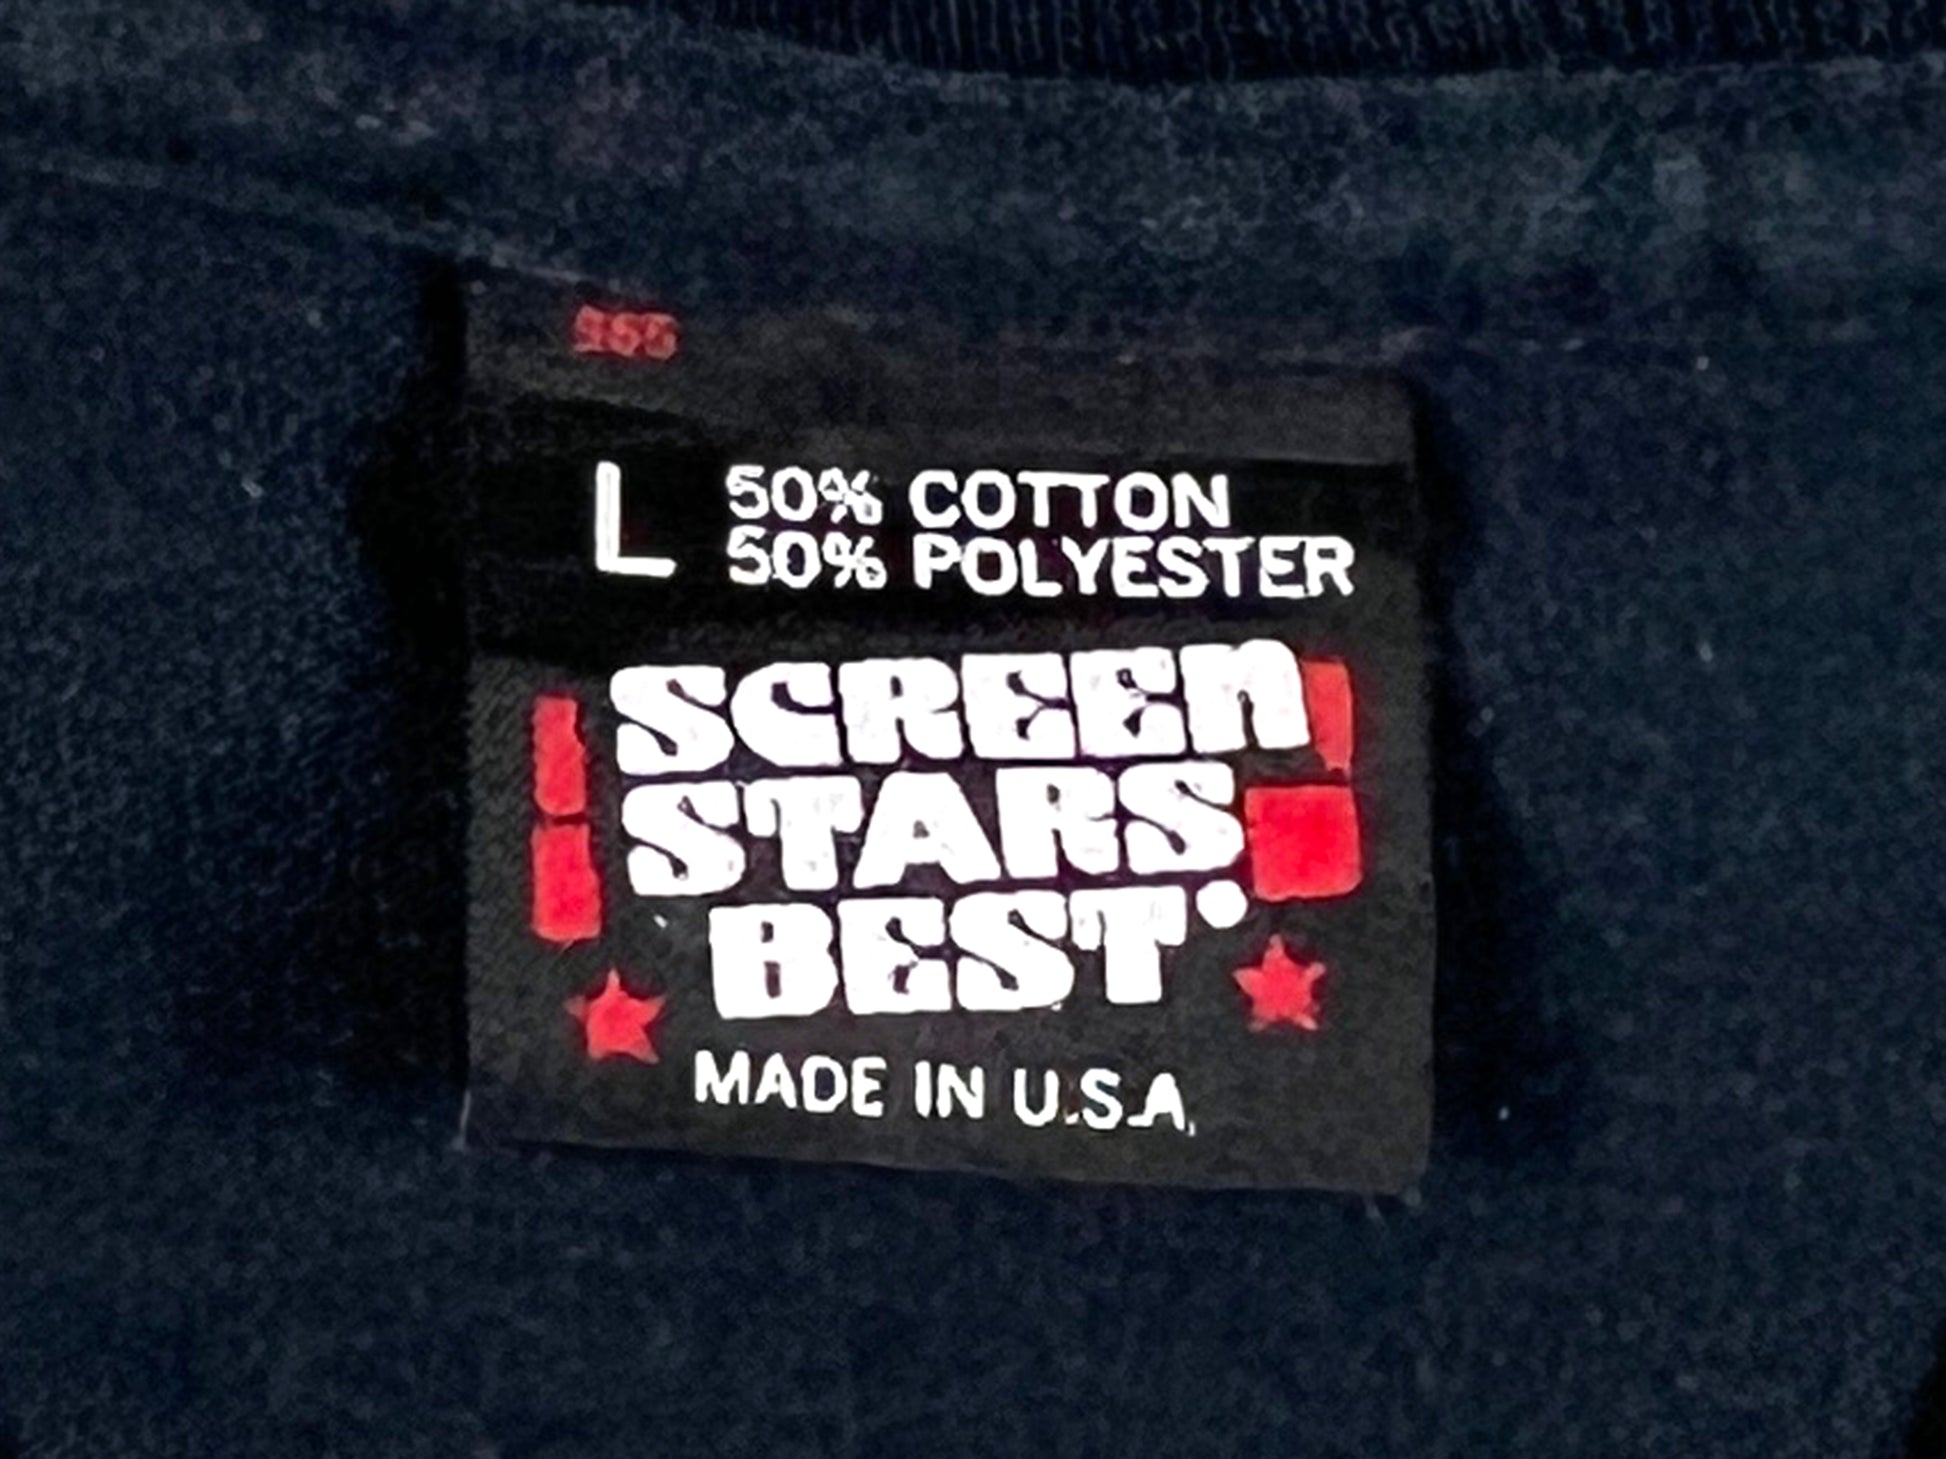 L 50% COTTON
50% POLYESTER
SCREEN
STARS
BEST
MADE IN U.S.A.